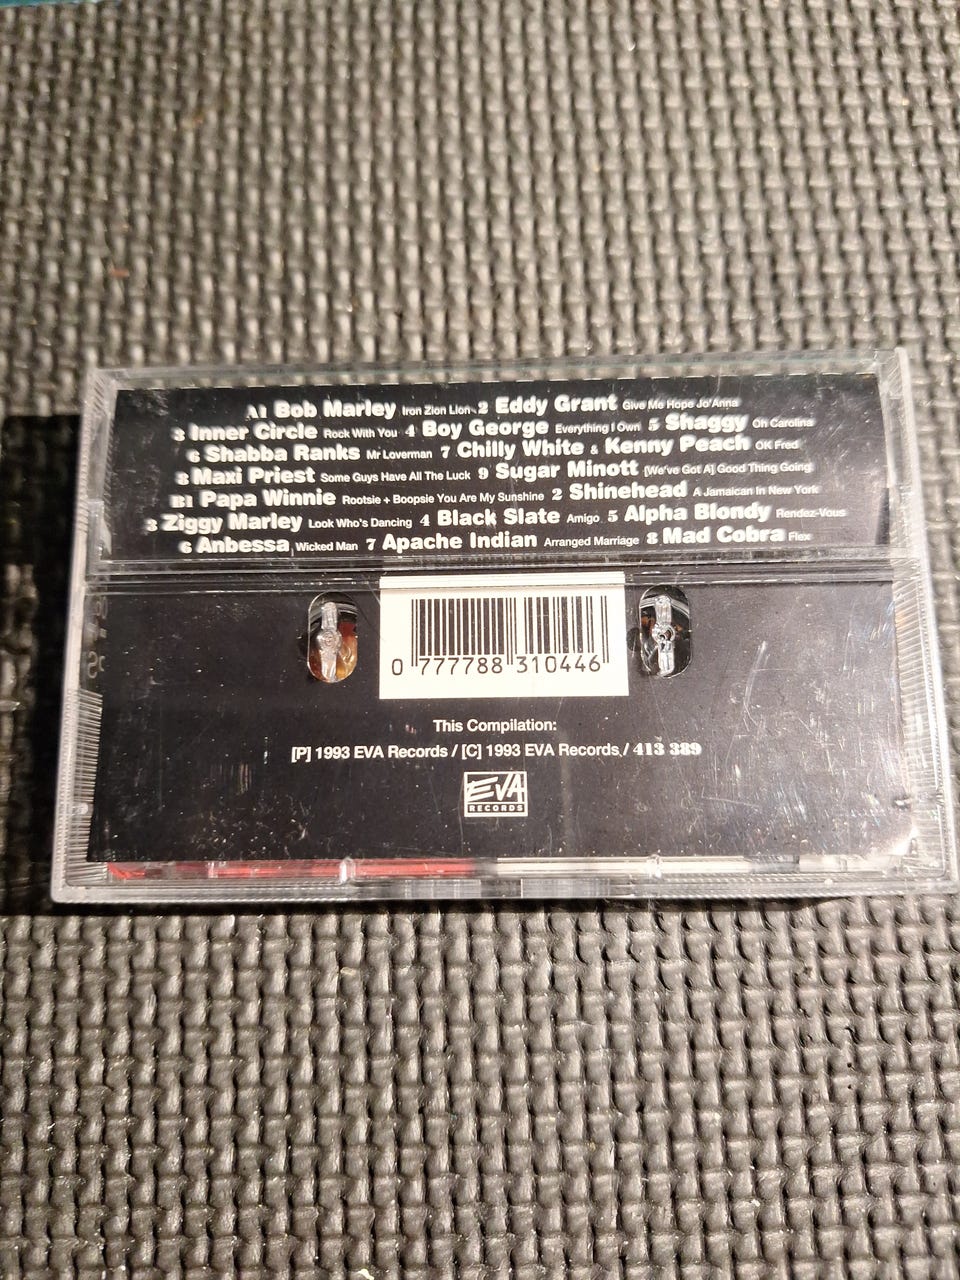 A1 Bob Marley Iron Zion Lion 2 Eddy Grant Give Me Hope Jo'Anna
3 Inner Circle Rock With You 4 Boy George Everything I Own 5 Shaggy Oh Carolina
6 Shabba Ranks Mr Loverman 7 Chilly White & Kenny Peach OK Fred
8 Maxi Priest Some Guys Have All The Luck 9 Sugar Minott (We've Got A) Good Thing Going
B1 Papa Winnie Rootsie + Boopsie You Are My Sunshine 2 Shinehead A Jamaican In New York
3 Ziggy Marley Look Who's Dancing 4 Black Slate Amigo 5 Alpha Blondy Rendez-Vous
6 Anbessa Wicked Man 7 Apache Indian Arranged Marriage 8 Mad Cobra Flex
0 777788 310446
This Compilation:
[P] 1993 EVA Records / [C] 1993 EVA Records / 413 389
EVA
RECORDS